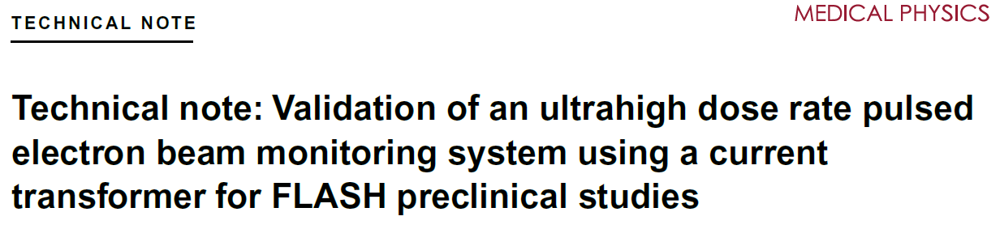 TECHNICAL NOTE
MEDICAL PHYSICS
Technical note: Validation of an ultrahigh dose rate pulsed
electron beam monitoring system using a current
transformer for FLASH preclinical studies